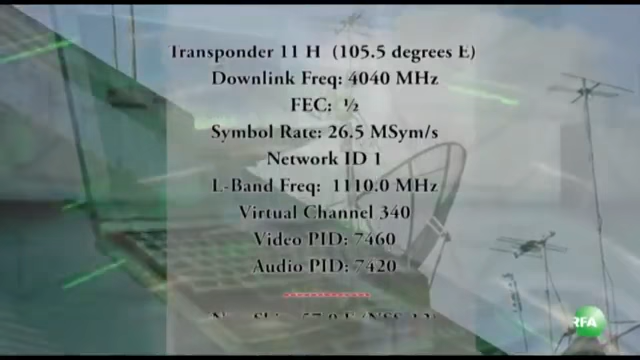 Transponder 11 H (105.5 degrees E)
Downlink Freq: 4040 MHz
FEC: ½
Symbol Rate: 26.5 MSym/s
Network ID 1
L-Band Freq: 1110.0 MHz
Virtual Channel 340
Video PID: 7460
Audio PID: 7420
RFA